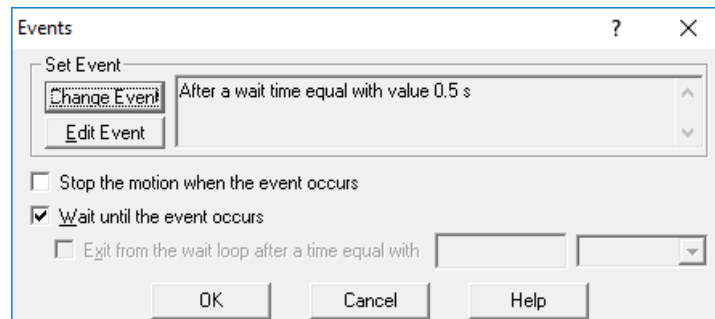 Events ?
Set Event
Change Event
After a wait time equal with value 0.5 s
Edit Event
Stop the motion when the event occurs
Wait until the event occurs
Exit from the wait loop after a time equal with
OK Cancel Help